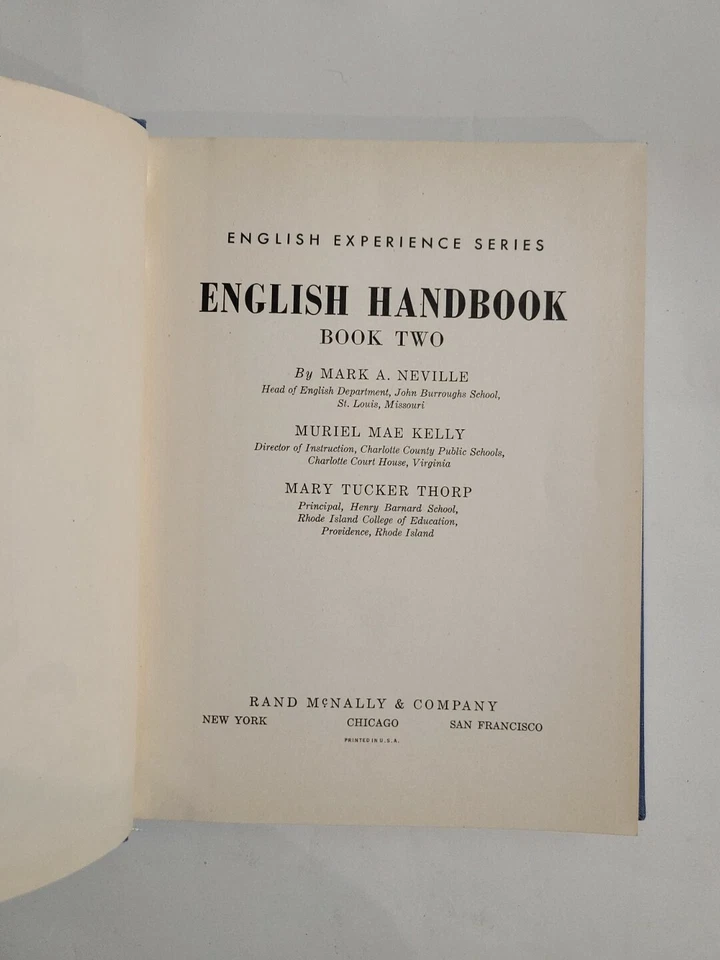 ENGLISH EXPERIENCE SERIES
ENGLISH HANDBOOK
BOOK TWO
By MARK A. NEVILLE
Head of English Department, John Burroughs School,
St. Louis, Missouri
MURIEL MAE KELLY
Director of Instruction, Charlotte County Public Schools,
Charlotte Court House, Virginia
MARY TUCKER THORP
Principal, Henry Barnard School,
Rhode Island College of Education,
Providence, Rhode Island
RAND MᶜNALLY & COMPANY
NEW YORK CHICAGO SAN FRANCISCO
PRINTED IN U. S. A.